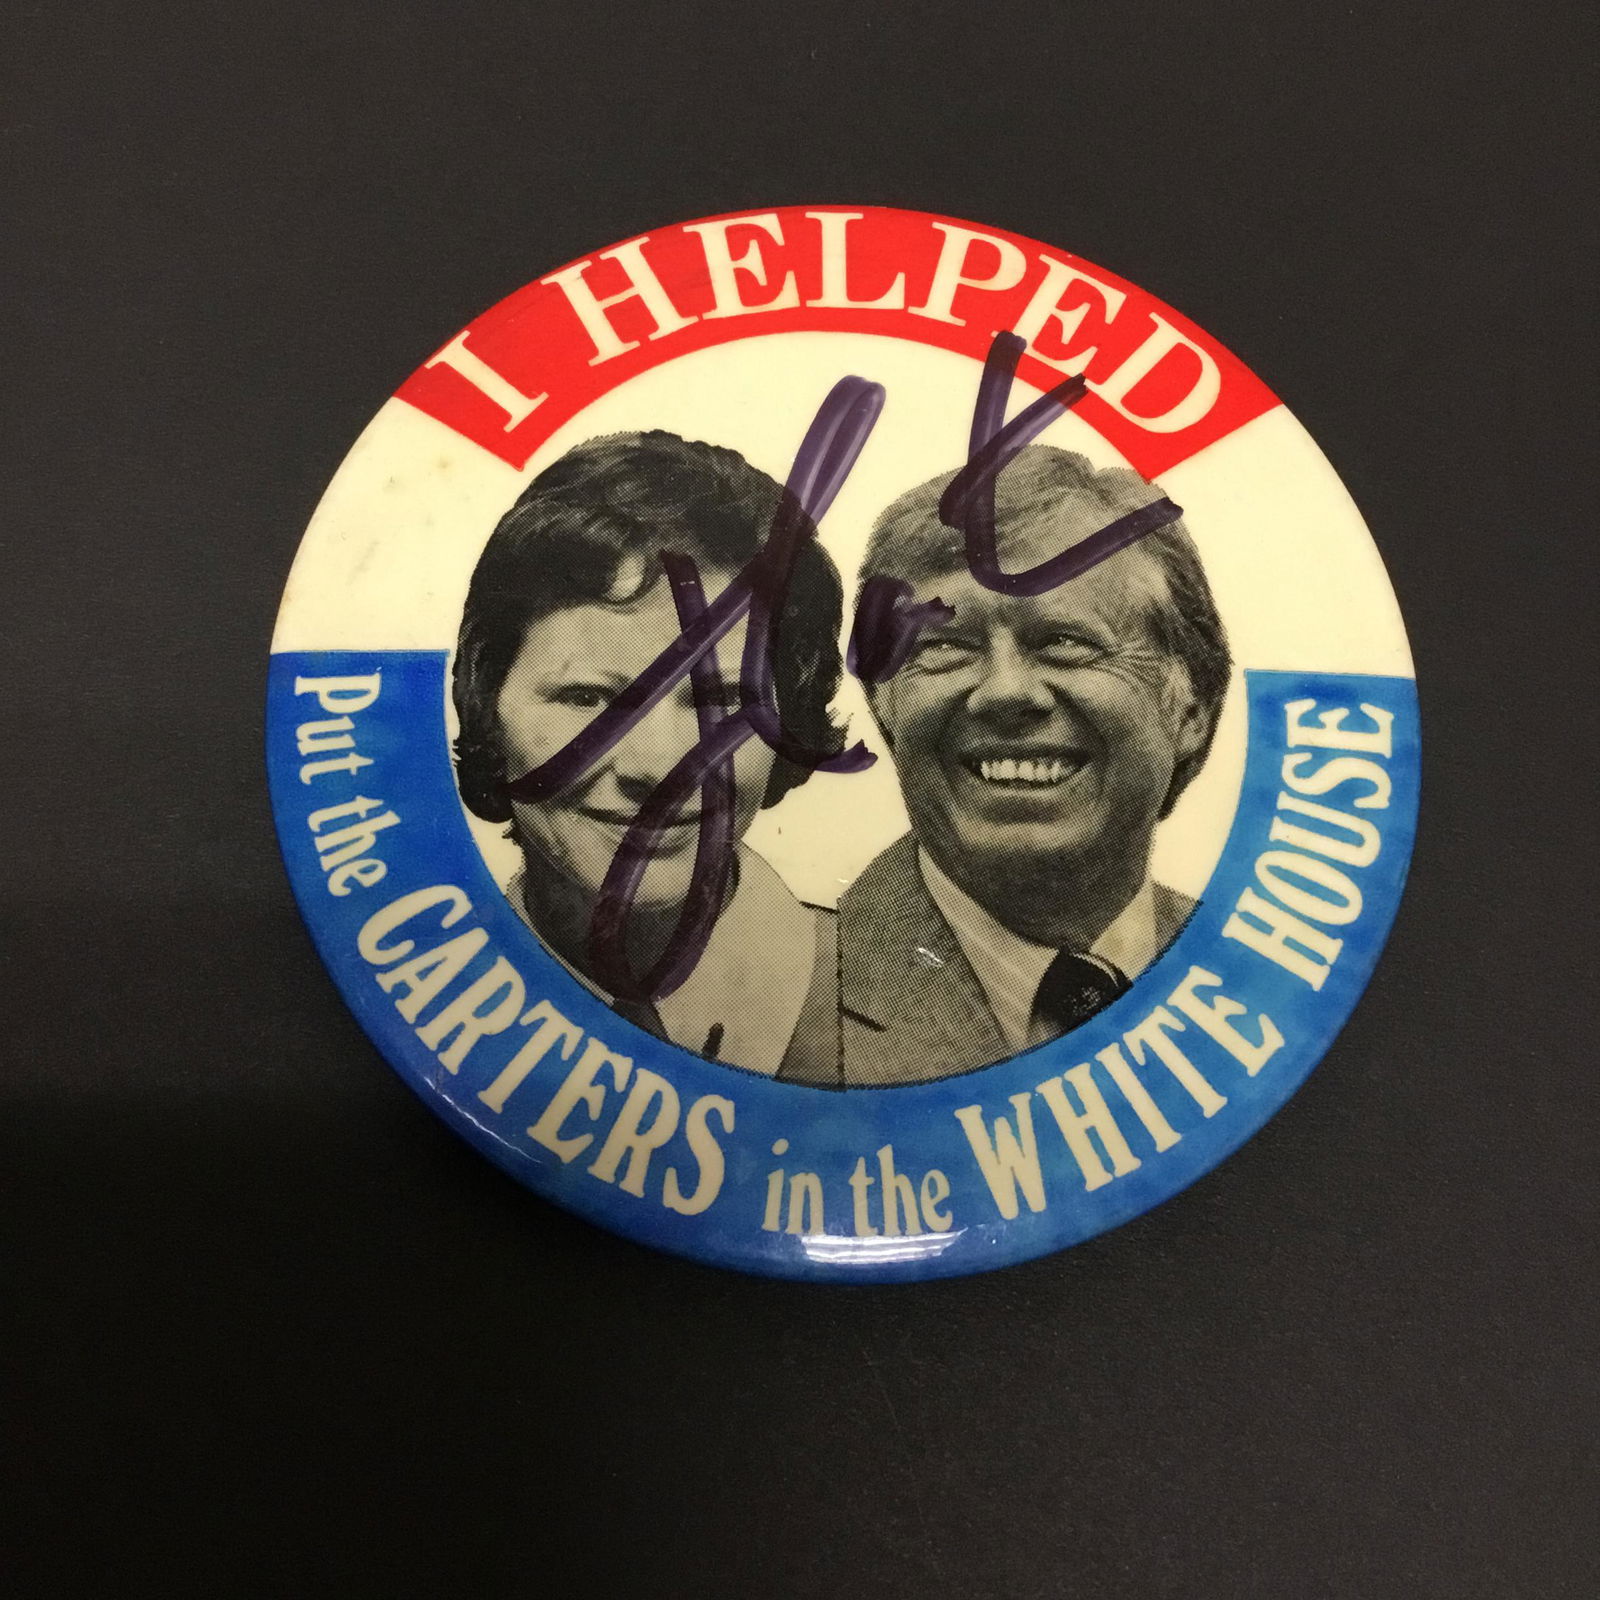 I HELPED
Put the CARTERS in the WHITE HOUSE